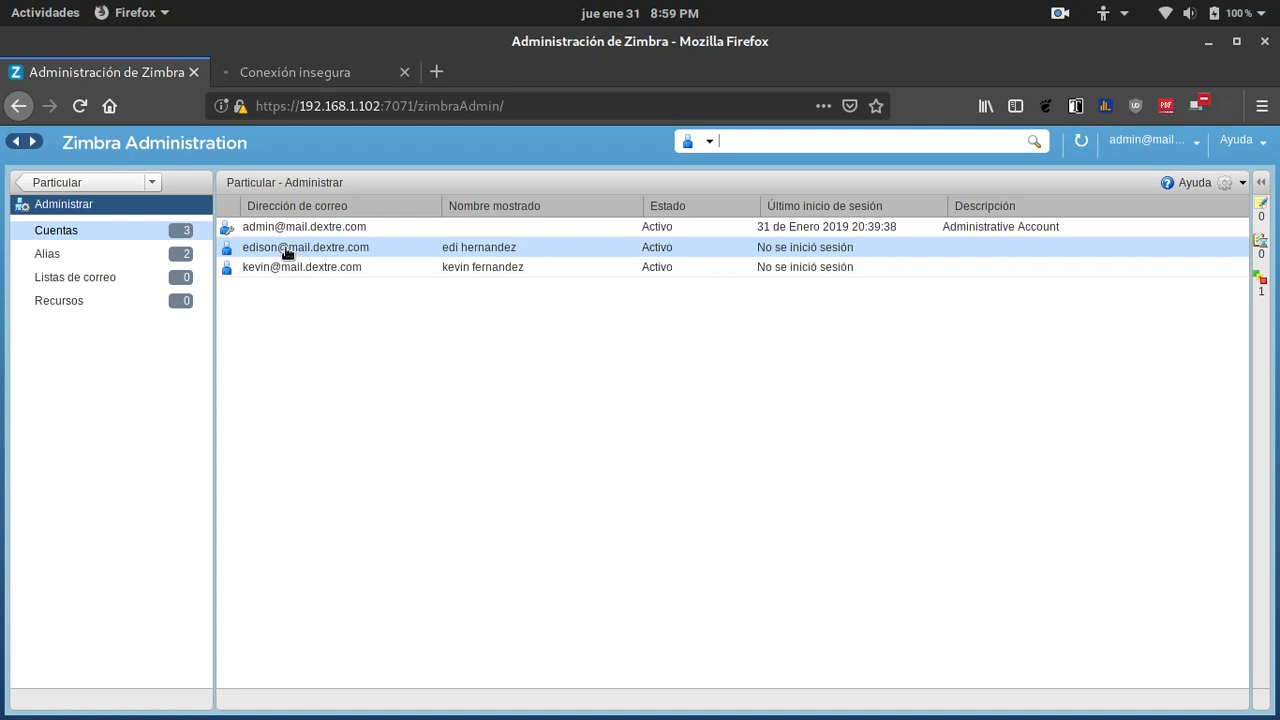 Actividades Firefox jue ene 31 8:59 PM 100 %
Administración de Zimbra - Mozilla Firefox
Administración de Zimbra Conexión insegura
https://192.168.1.102:7071/zimbraAdmin/
Zimbra Administration admin@mail... Ayuda
Particular Particular - Administrar Ayuda
Administrar Dirección de correo Nombre mostrado Estado Último inicio de sesión Descripción
Cuentas 3 admin@mail.dextre.com Activo 31 de Enero 2019 20:39:38 Administrative Account 0
Alias 2 edison@mail.dextre.com edi hernandez Activo No se inició sesión 0
Listas de correo 0 kevin@mail.dextre.com kevin fernandez Activo No se inició sesión 1
Recursos 0